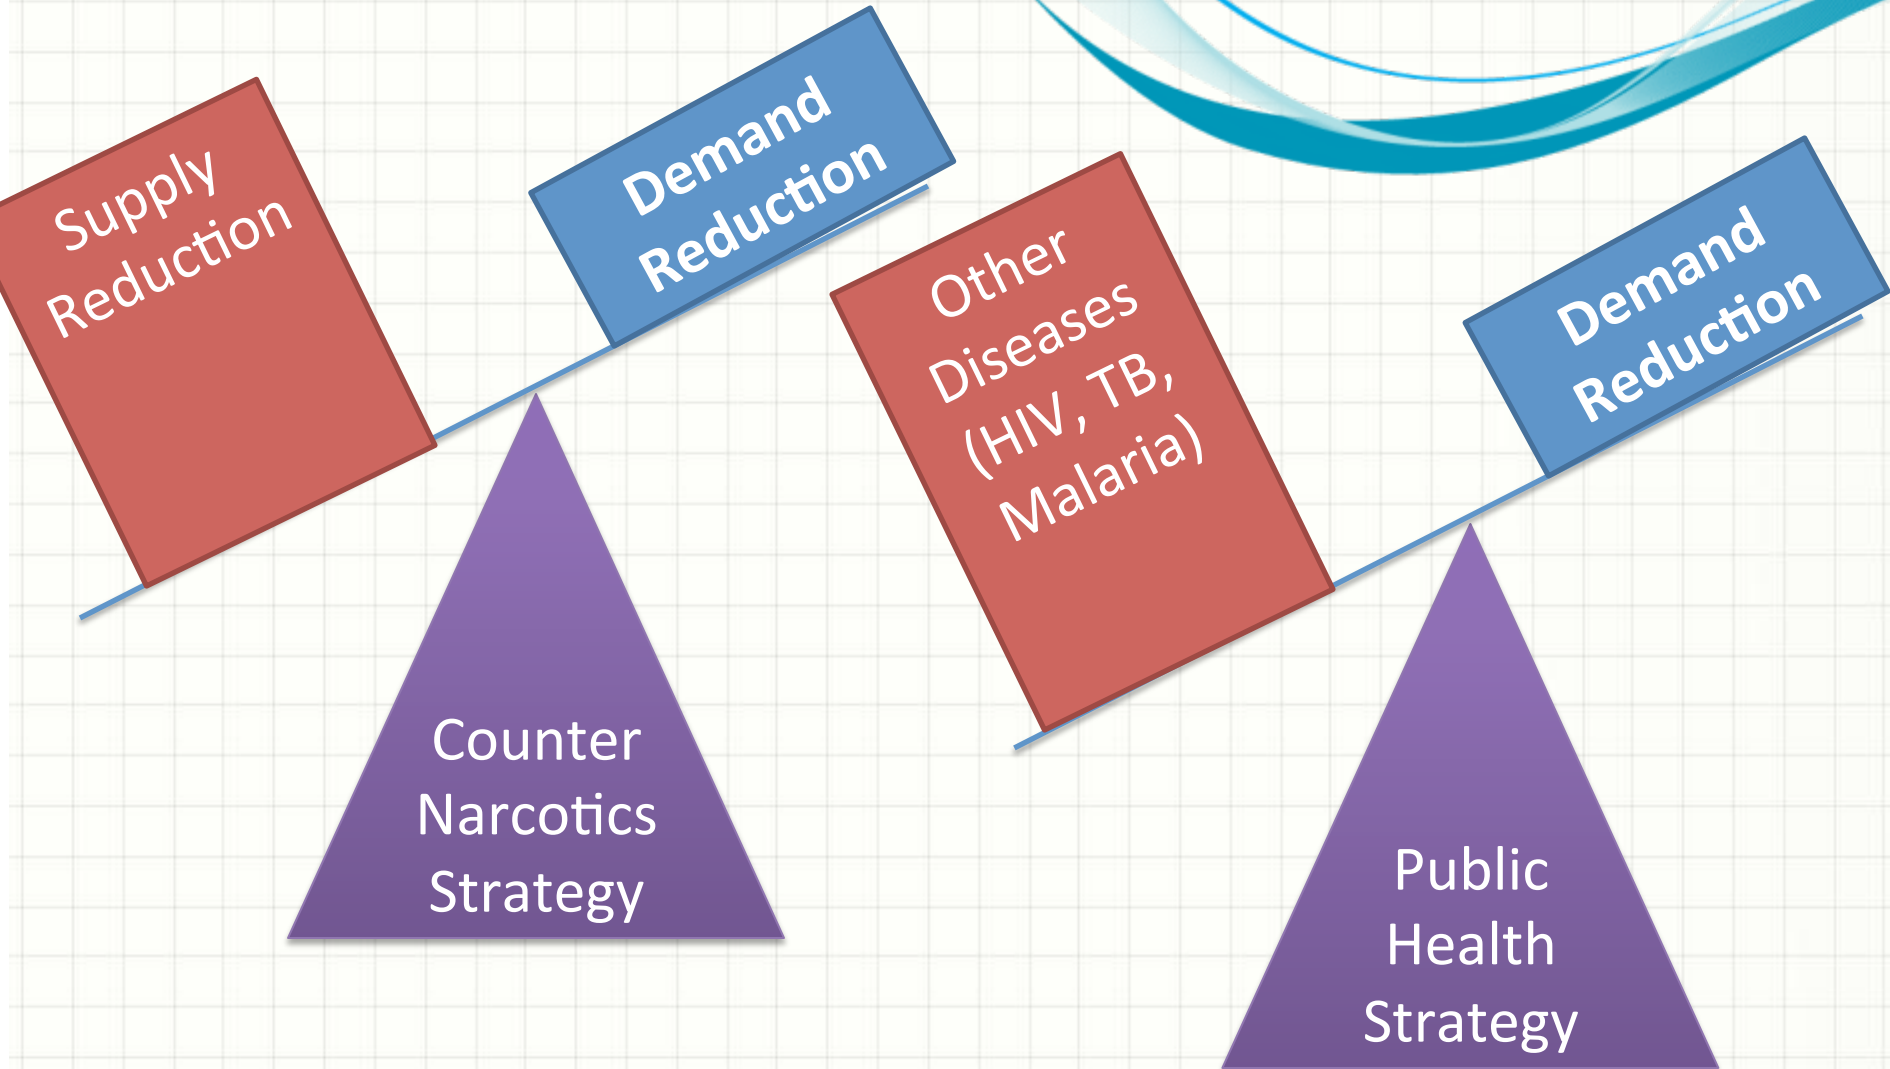 Supply
Reduction
Demand
Reduction
Counter
Narcotics
Strategy
Other
Diseases
(HIV, TB,
Malaria)
Demand
Reduction
Public
Health
Strategy